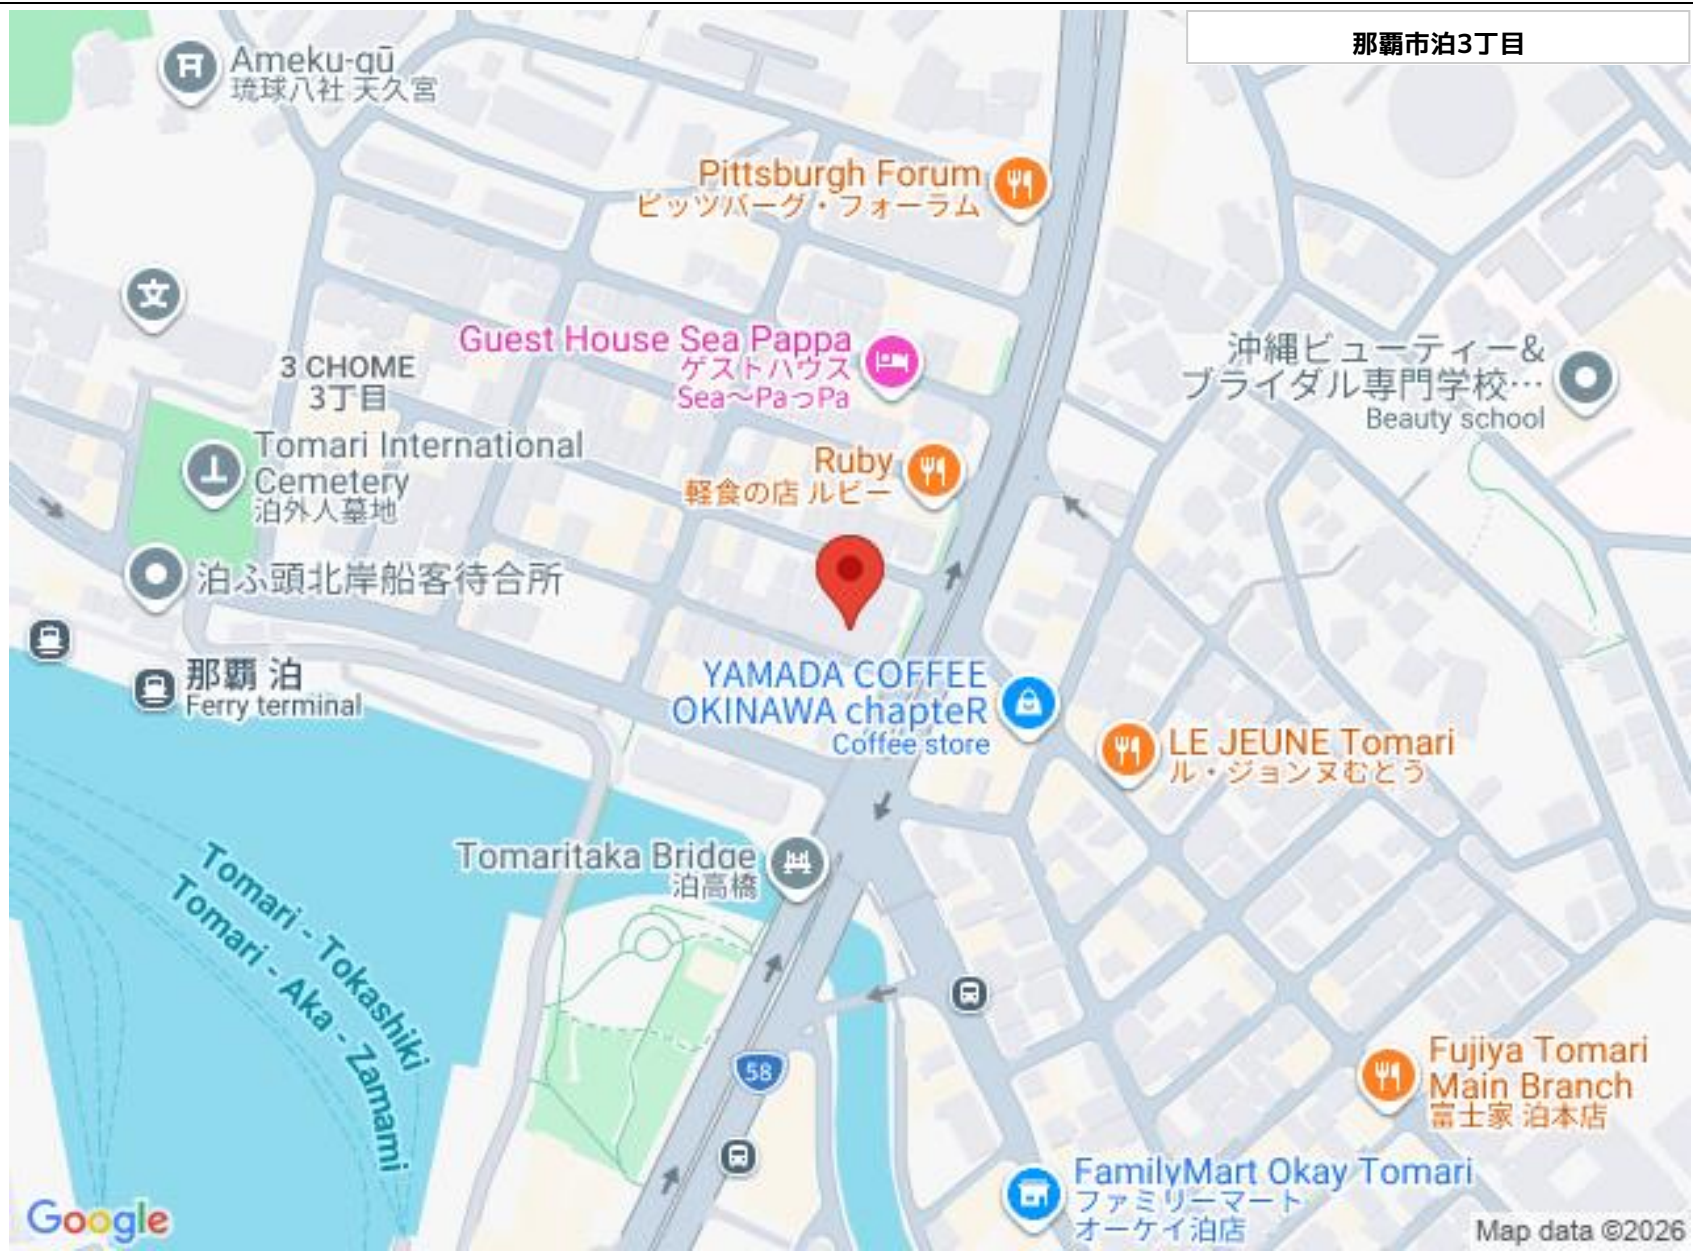 那覇市泊3丁目
Ameku-gū
琉球八社 天久宮
Pittsburgh Forum
ピッツバーグ・フォーラム
文
Guest House Sea Pappa
ゲストハウス
Sea～PaっPa
3 CHOME
3丁目
沖縄ビューティー&
ブライダル専門学校…
Beauty school
Tomari International
Cemetery
泊外人墓地
Ruby
軽食の店 ルビー
泊ふ頭北岸船客待合所
那覇 泊
Ferry terminal
YAMADA COFFEE
OKINAWA chapteR
Coffee store
LE JEUNE Tomari
ル・ジョンヌむとう
Tomaritaka Bridge
泊高橋
Tomari - Tokashiki
Tomari - Aka - Zamami
58
Fujiya Tomari
Main Branch
富士家 泊本店
FamilyMart Okay Tomari
ファミリーマート
オーケイ泊店
Google
Map data ©2026